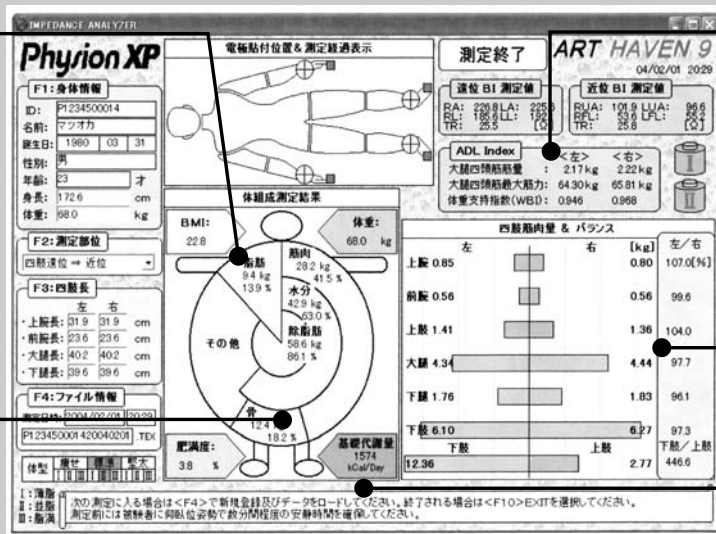 IMPEDANCE ANALYZER
Physion XP
電極貼付位置&測定経過表示
測定終了
ART HAVEN 9
04/02/01 20:29
F1:身体情報
ID: P1234500014
名前: マツオカ
誕生日: 1980 03 31
性別: 男
年齢: 23 才
身長: 172.6 cm
体重: 68.0 kg
F2:測定部位
四肢遠位 ⇒ 近位
F3:四肢長
左 右
・上腕長: 31.9 31.9 cm
・前腕長: 23.6 23.6 cm
・大腿長: 40.2 40.2 cm
・下腿長: 39.6 39.6 cm
F4:ファイル情報
測定日時: 2004/02/01 20:29
P123450001420040201 .TEX
体型 痩せ 標準 堅太
I II III I II III I II III
I:薄脂
II:並脂
III:脂満
遠位 BI 測定値
RA: 226.8 LA: 225.6
RL: 185.6 LL: 192.
TR: 25.5 [Ω]
近位 BI 測定値
RUA: 101.9 LUA: 96.6
RFL: 53.6 LFL: 55.2
TR: 25.8 [Ω]
ADL Index
<左> <右>
大腿四頭筋筋量 : 2.17 kg 2.22 kg
大腿四頭筋最大筋力: 64.30 kg 65.81 kg
体重支持指数(WBI): 0.946 0.968
I
II
体組成測定結果
BMI:
22.8
体重:
68.0 kg
脂肪
9.4 kg
13.9 %
筋肉
28.2 kg
41.5 %
水分
42.9 kg
63.0 %
除脂肪
58.6 kg
86.1 %
その他
骨
12.4
18.2 %
肥満度:
3.8 %
基礎代謝量
1574
kCal/Day
四肢筋肉量 & バランス
左 右 [kg] 左/右
上腕 0.85 0.80 107.0[%]
前腕 0.56 0.56 99.6
上肢 1.41 1.36 104.0
大腿 4.34 4.44 97.7
下腿 1.76 1.83 96.1
下肢 6.10 6.27 97.3
下肢 上肢 下肢/上肢
12.36 2.77 446.6
次の測定に入る場合は<F4>で新規登録及びデータをロードしてください。終了される場合は<F10>EXITを選択してください。
測定前には被験者に仰臥位姿勢で数分間程度の安静時間を確保してください。